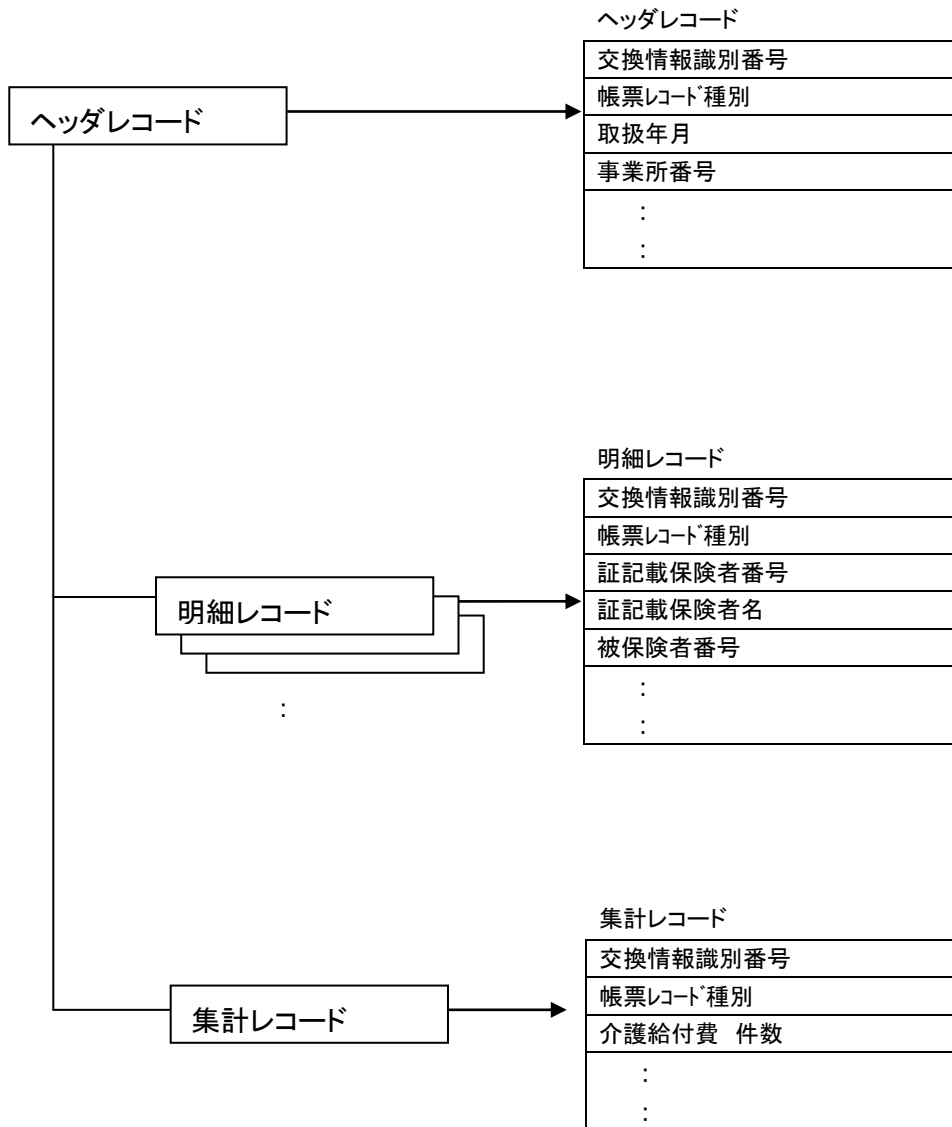 ヘッダレコード
交換情報識別番号
帳票ﾚｺｰﾄﾞ種別
取扱年月
事業所番号
:
:
ヘッダレコード
明細レコード
交換情報識別番号
帳票ﾚｺｰﾄﾞ種別
証記載保険者番号
証記載保険者名
被保険者番号
:
:
明細レコード
:
集計レコード
交換情報識別番号
帳票ﾚｺｰﾄﾞ種別
介護給付費　件数
:
:
集計レコード